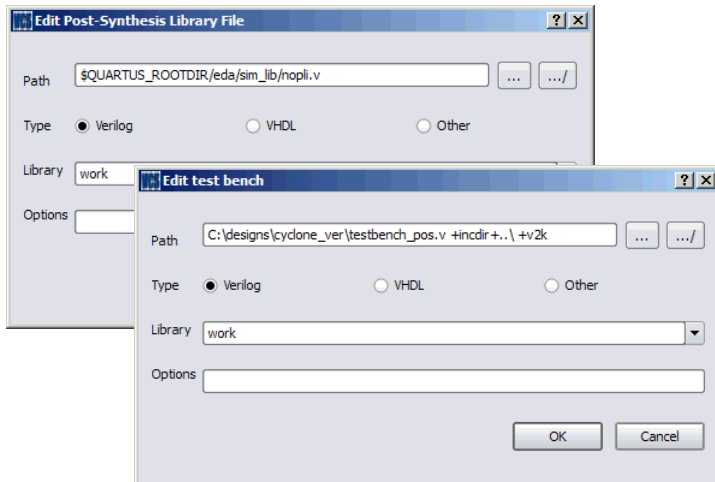 Edit Post-Synthesis Library File
Path $QUARTUS_ROOTDIR/eda/sim_lib/nopli.v ... .../
Type Verilog VHDL Other
Library work
Options
Edit test bench
Path C:\designs\cyclone_ver\testbench_pos.v +incdir+..\ +v2k ... .../
Type Verilog VHDL Other
Library work
Options
OK Cancel